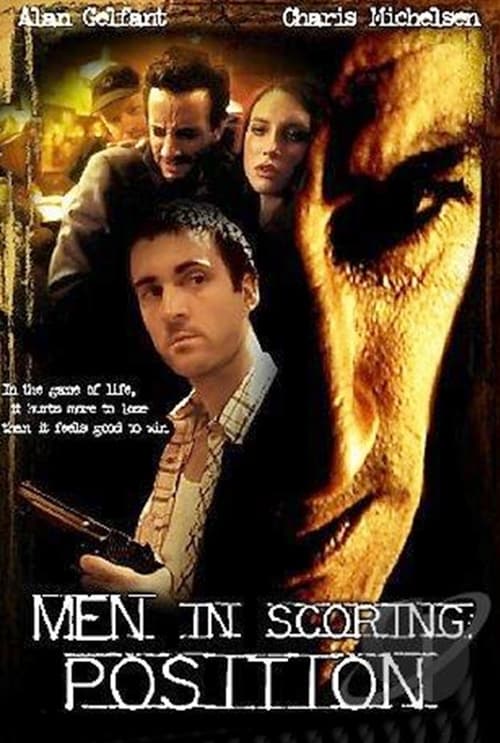 Alan Gelfant Charis Michelsen
In the game of life,
it hurts more to lose
than it feels good to win.
MEN IN SCORING
POSITION